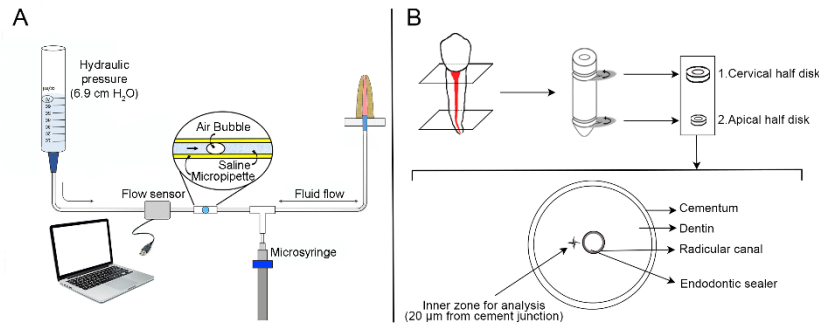 A
Hydraulic
pressure
(6.9 cm H₂O)
Air Bubble
Saline
Micropipette
Flow sensor
Fluid flow
Microsyringe
B
1.Cervical half disk
2.Apical half disk
Cementum
Dentin
Radicular canal
Endodontic sealer
Inner zone for analysis
(20 µm from cement junction)